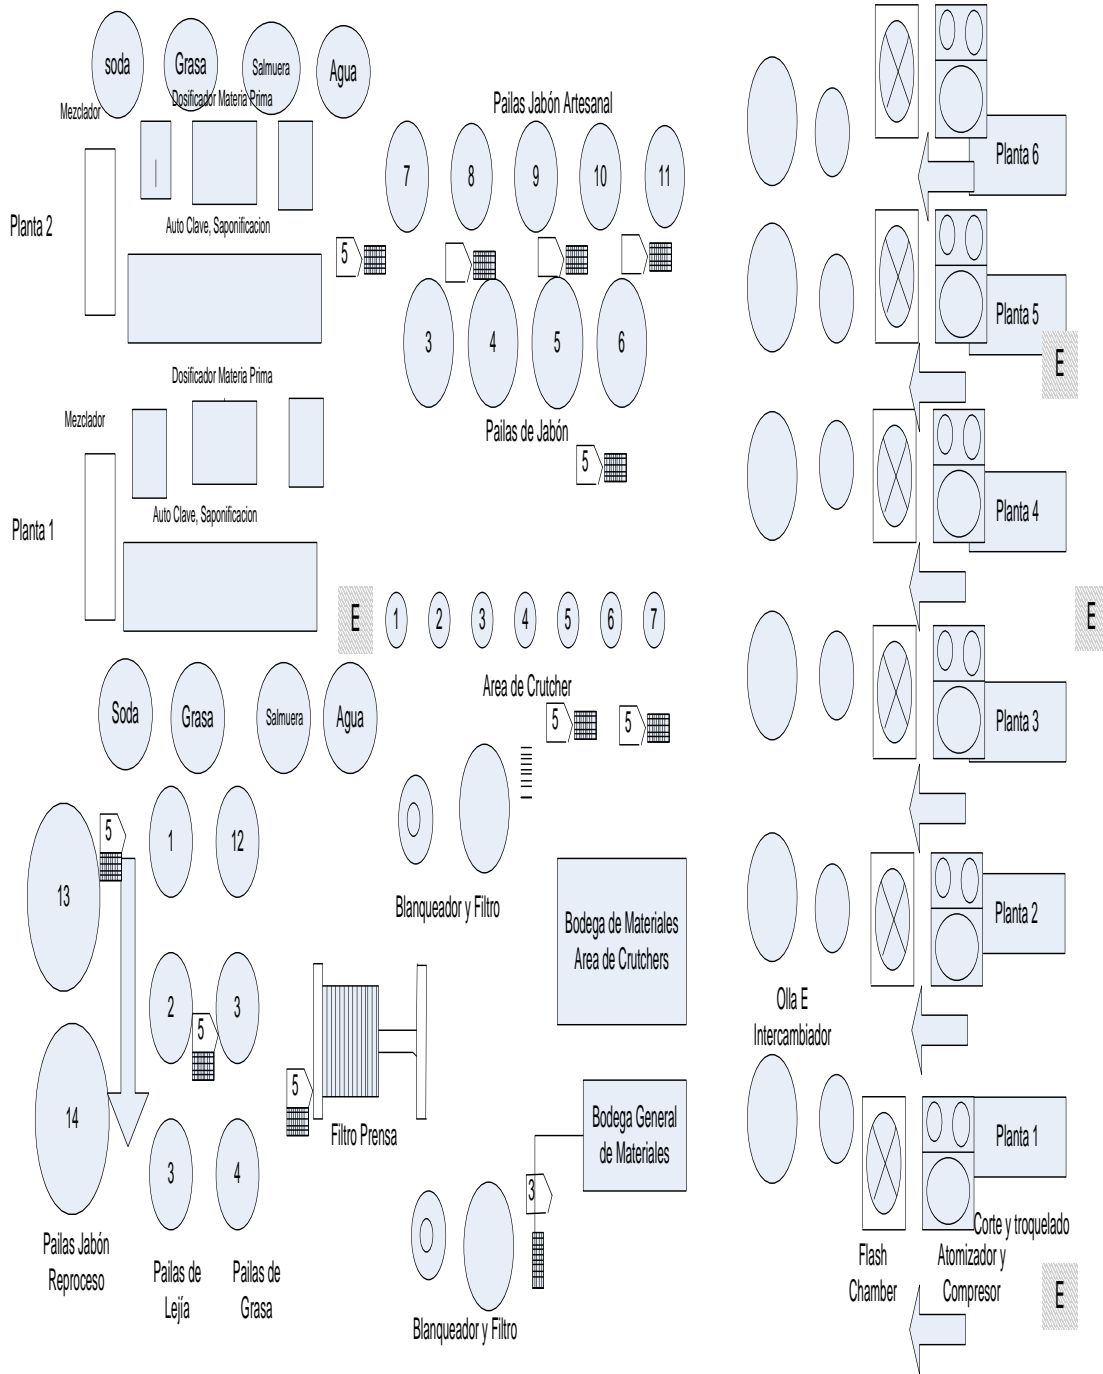 soda
Grasa
Salmuera
Agua
Mezclador
Dosificador Materia Prima
Planta 2
Auto Clave, Saponificacion
Dosificador Materia Prima
Mezclador
Planta 1
Auto Clave, Saponificacion
Soda
Grasa
Salmuera
Agua
Pailas Jabón Artesanal
7
8
9
10
11
5
3
4
5
6
Pailas de Jabón
5
E
1
2
3
4
5
6
7
Area de Crutcher
5
5
13
5
1
12
2
3
5
14
3
4
Pailas Jabón
Reproceso
Pailas de
Lejía
Pailas de
Grasa
Blanqueador y Filtro
5
Filtro Prensa
Bodega de Materiales
Area de Crutchers
Bodega General
de Materiales
3
Blanqueador y Filtro
Planta 6
Planta 5
E
Planta 4
E
Planta 3
Planta 2
Olla E
Intercambiador
Planta 1
Corte y troquelado
Flash
Chamber
Atomizador y
Compresor
E